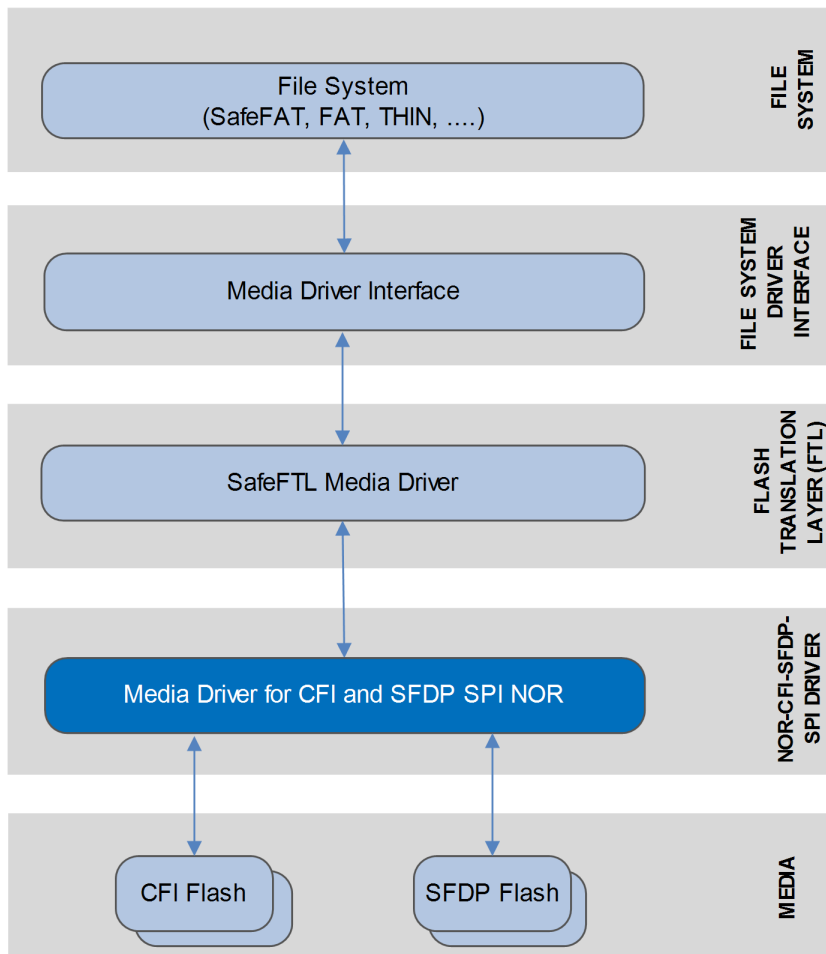 File System
(SafeFAT, FAT, THIN, ....)
FILE
SYSTEM
Media Driver Interface
FILE SYSTEM
DRIVER
INTERFACE
SafeFTL Media Driver
FLASH
TRANSLATION
LAYER (FTL)
Media Driver for CFI and SFDP SPI NOR
NOR-CFI-SFDP-
SPI DRIVER
CFI Flash
SFDP Flash
MEDIA